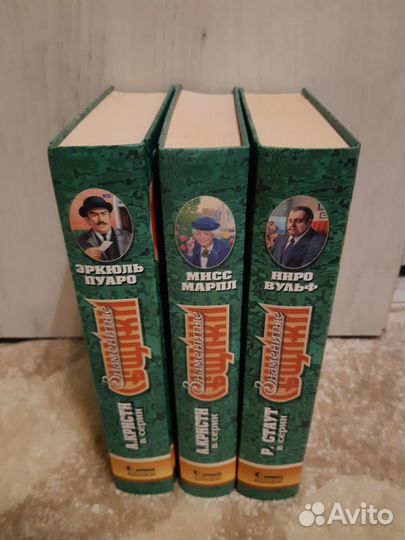 ЭРКЮЛЬ
ПУАРО
Знаменитые
СЫЩИКИ
А.КРИСТИ
в серии
МИСС
МАРПЛ
Знаменитые
СЫЩИКИ
А.КРИСТИ
в серии
НИРО
ВУЛЬФ
Знаменитые
СЫЩИКИ
Р. СТАУТ
в серии
Avito